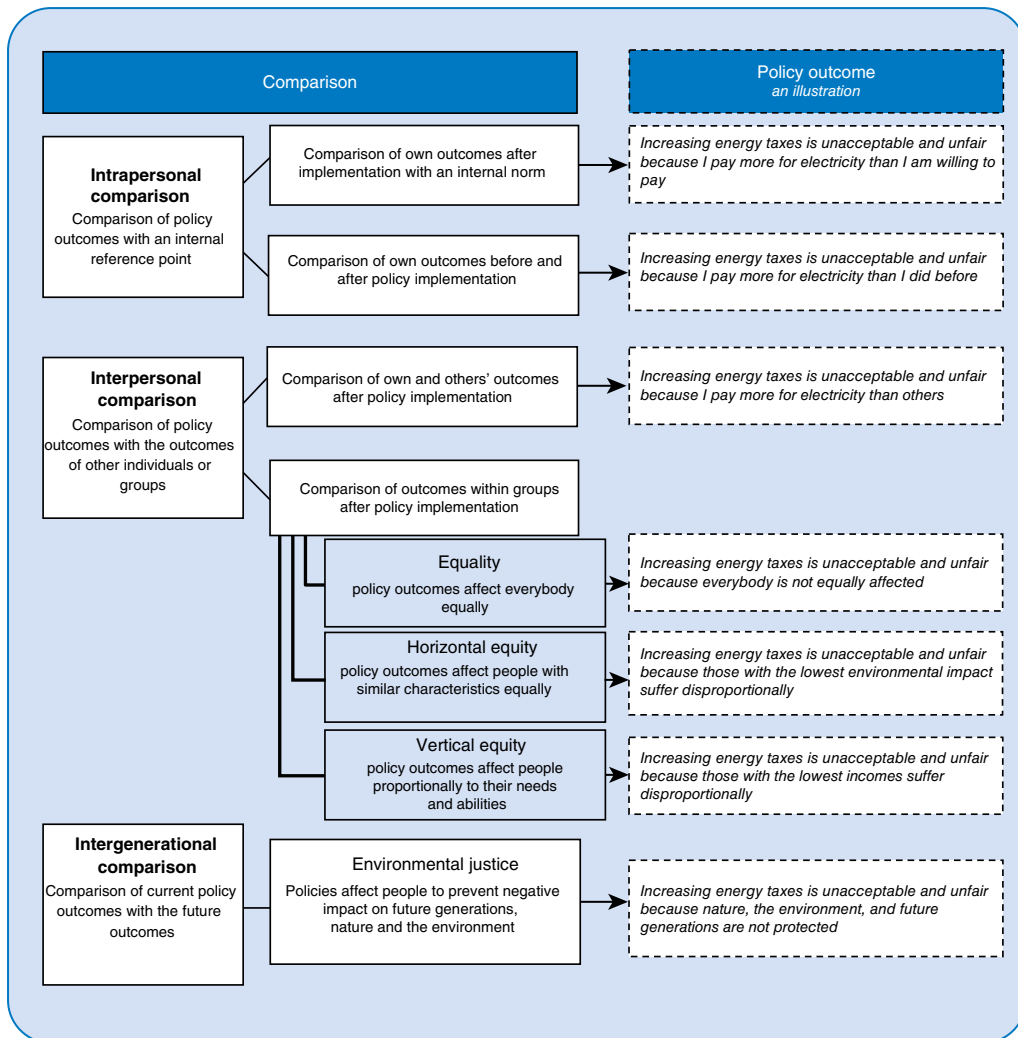 Comparison
Policy outcome
an illustration
Intrapersonal
comparison
Comparison of policy
outcomes with an internal
reference point
Comparison of own outcomes after
implementation with an internal norm
Increasing energy taxes is unacceptable and unfair
because I pay more for electricity than I am willing to
pay
Comparison of own outcomes before and
after policy implementation
Increasing energy taxes is unacceptable and unfair
because I pay more for electricity than I did before
Interpersonal
comparison
Comparison of policy
outcomes with the outcomes
of other individuals or
groups
Comparison of own and others' outcomes
after policy implementation
Increasing energy taxes is unacceptable and unfair
because I pay more for electricity than others
Comparison of outcomes within groups
after policy implementation
Equality
policy outcomes affect everybody
equally
Increasing energy taxes is unacceptable and unfair
because everybody is not equally affected
Horizontal equity
policy outcomes affect people with
similar characteristics equally
Increasing energy taxes is unacceptable and unfair
because those with the lowest environmental impact
suffer disproportionally
Vertical equity
policy outcomes affect people
proportionally to their needs
and abilities
Increasing energy taxes is unacceptable and unfair
because those with the lowest incomes suffer
disproportionally
Intergenerational
comparison
Comparison of current policy
outcomes with the future
outcomes
Environmental justice
Policies affect people to prevent negative
impact on future generations,
nature and the environment
Increasing energy taxes is unacceptable and unfair
because nature, the environment, and future
generations are not protected